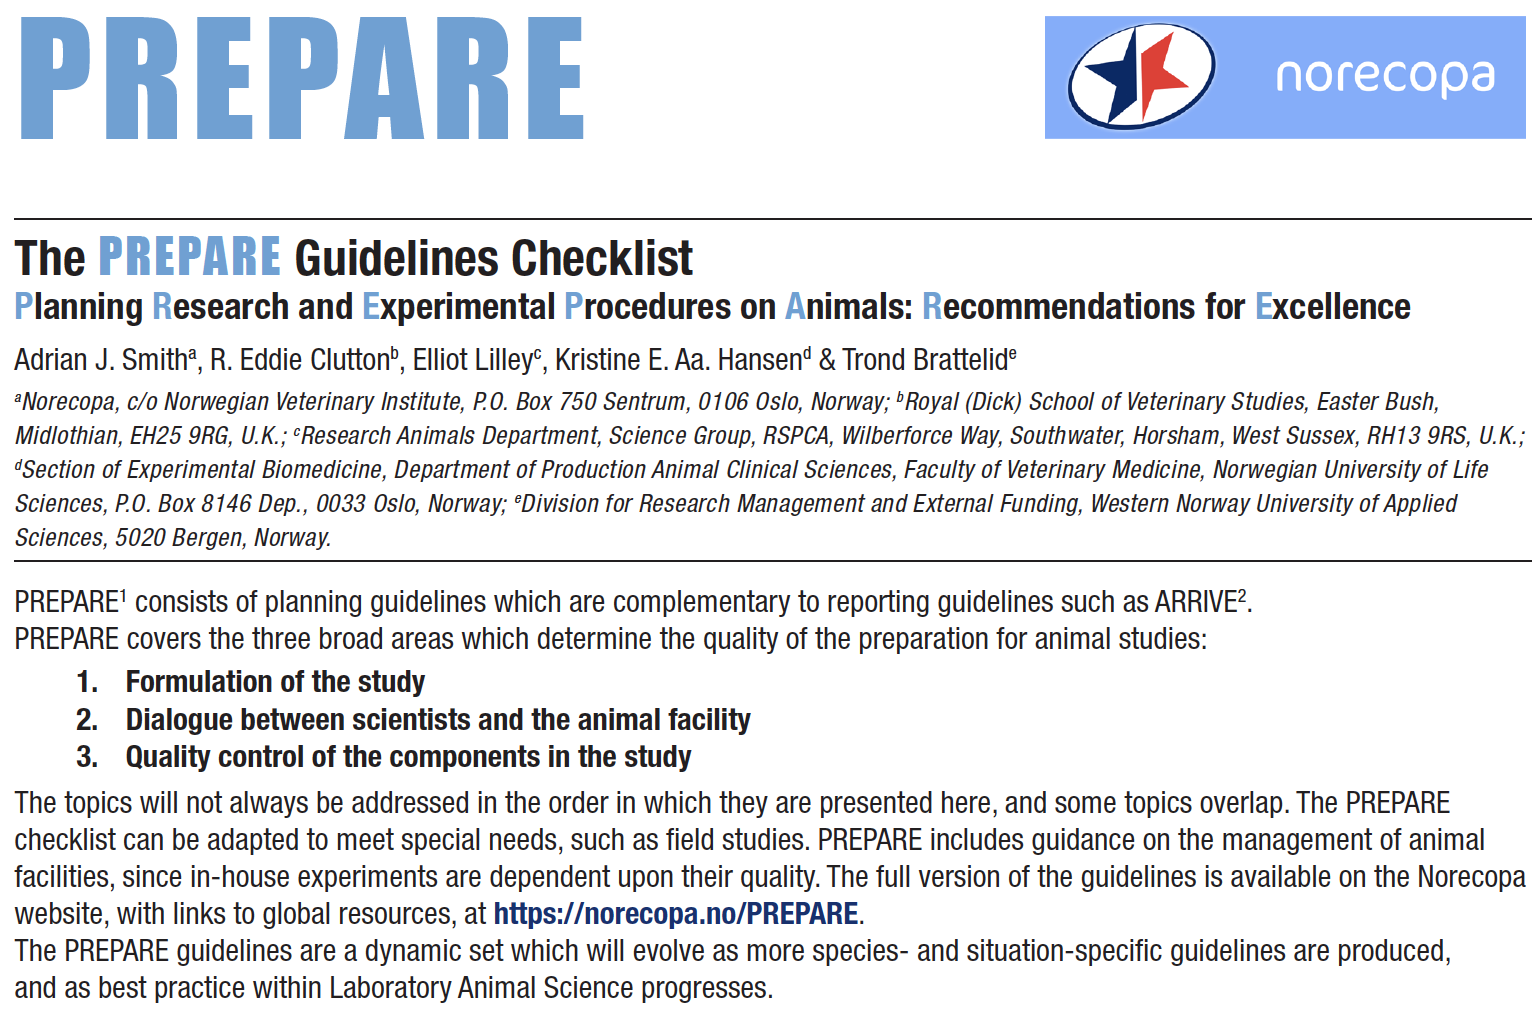 PREPARE
norecopa
The PREPARE Guidelines Checklist
Planning Research and Experimental Procedures on Animals: Recommendations for Excellence
Adrian J. Smithᵃ, R. Eddie Cluttonᵇ, Elliot Lilleyᶜ, Kristine E. Aa. Hansenᵈ & Trond Brattelidᵉ
ᵃNorecopa, c/o Norwegian Veterinary Institute, P.O. Box 750 Sentrum, 0106 Oslo, Norway; ᵇRoyal (Dick) School of Veterinary Studies, Easter Bush,
Midlothian, EH25 9RG, U.K.; ᶜResearch Animals Department, Science Group, RSPCA, Wilberforce Way, Southwater, Horsham, West Sussex, RH13 9RS, U.K.;
ᵈSection of Experimental Biomedicine, Department of Production Animal Clinical Sciences, Faculty of Veterinary Medicine, Norwegian University of Life
Sciences, P.O. Box 8146 Dep., 0033 Oslo, Norway; ᵉDivision for Research Management and External Funding, Western Norway University of Applied
Sciences, 5020 Bergen, Norway.
PREPARE¹ consists of planning guidelines which are complementary to reporting guidelines such as ARRIVE².
PREPARE covers the three broad areas which determine the quality of the preparation for animal studies:
1. Formulation of the study
2. Dialogue between scientists and the animal facility
3. Quality control of the components in the study
The topics will not always be addressed in the order in which they are presented here, and some topics overlap. The PREPARE
checklist can be adapted to meet special needs, such as field studies. PREPARE includes guidance on the management of animal
facilities, since in-house experiments are dependent upon their quality. The full version of the guidelines is available on the Norecopa
website, with links to global resources, at https://norecopa.no/PREPARE.
The PREPARE guidelines are a dynamic set which will evolve as more species- and situation-specific guidelines are produced,
and as best practice within Laboratory Animal Science progresses.